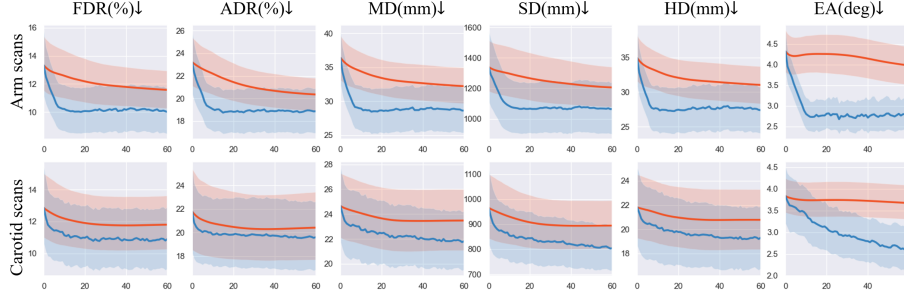 FDR(%)↓ ADR(%)↓ MD(mm)↓ SD(mm)↓ HD(mm)↓ EA(deg)↓
Arm scans
16 14 12 10
0 20 40 60
26 24 22 20 18
0 20 40 60
40 35 30 25
0 20 40 60
1600 1400 1200 1000
0 20 40 60
35 30 25
0 20 40 60
4.5 4.0 3.5 3.0 2.5 2.0
0 20 40
Carotid scans
14 12 10
0 20 40 60
24 22 20 18
0 20 40 60
26 24 22 20
0 20 40 60
1100 1000 900 800 700
0 20 40 60
24 22 20 18
0 20 40 60
4.5 4.0 3.5 3.0 2.5 2.0
0 20 40